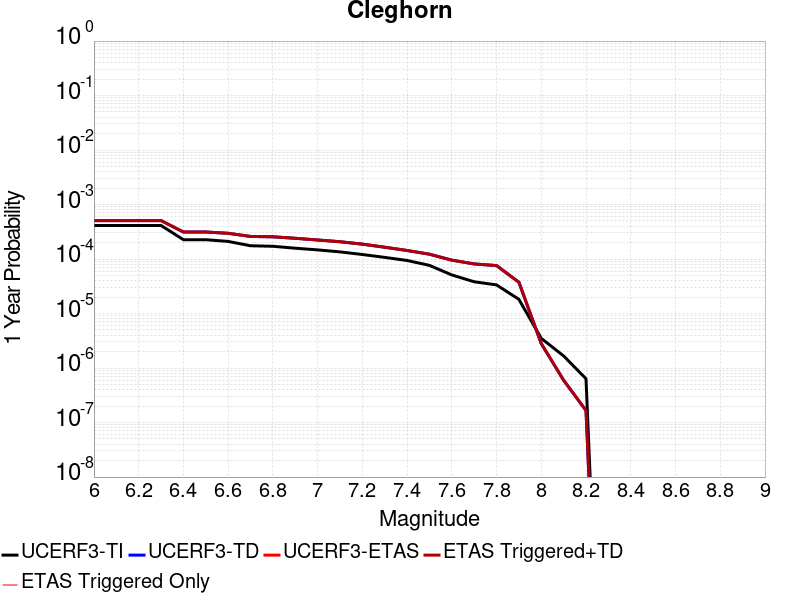 Cleghorn
10^0
10^-1
10^-2
10^-3
10^-4
10^-5
10^-6
10^-7
10^-8
1 Year Probability
6 6.2 6.4 6.6 6.8 7 7.2 7.4 7.6 7.8 8 8.2 8.4 8.6 8.8 9
Magnitude
UCERF3-TI UCERF3-TD UCERF3-ETAS ETAS Triggered+TD
ETAS Triggered Only